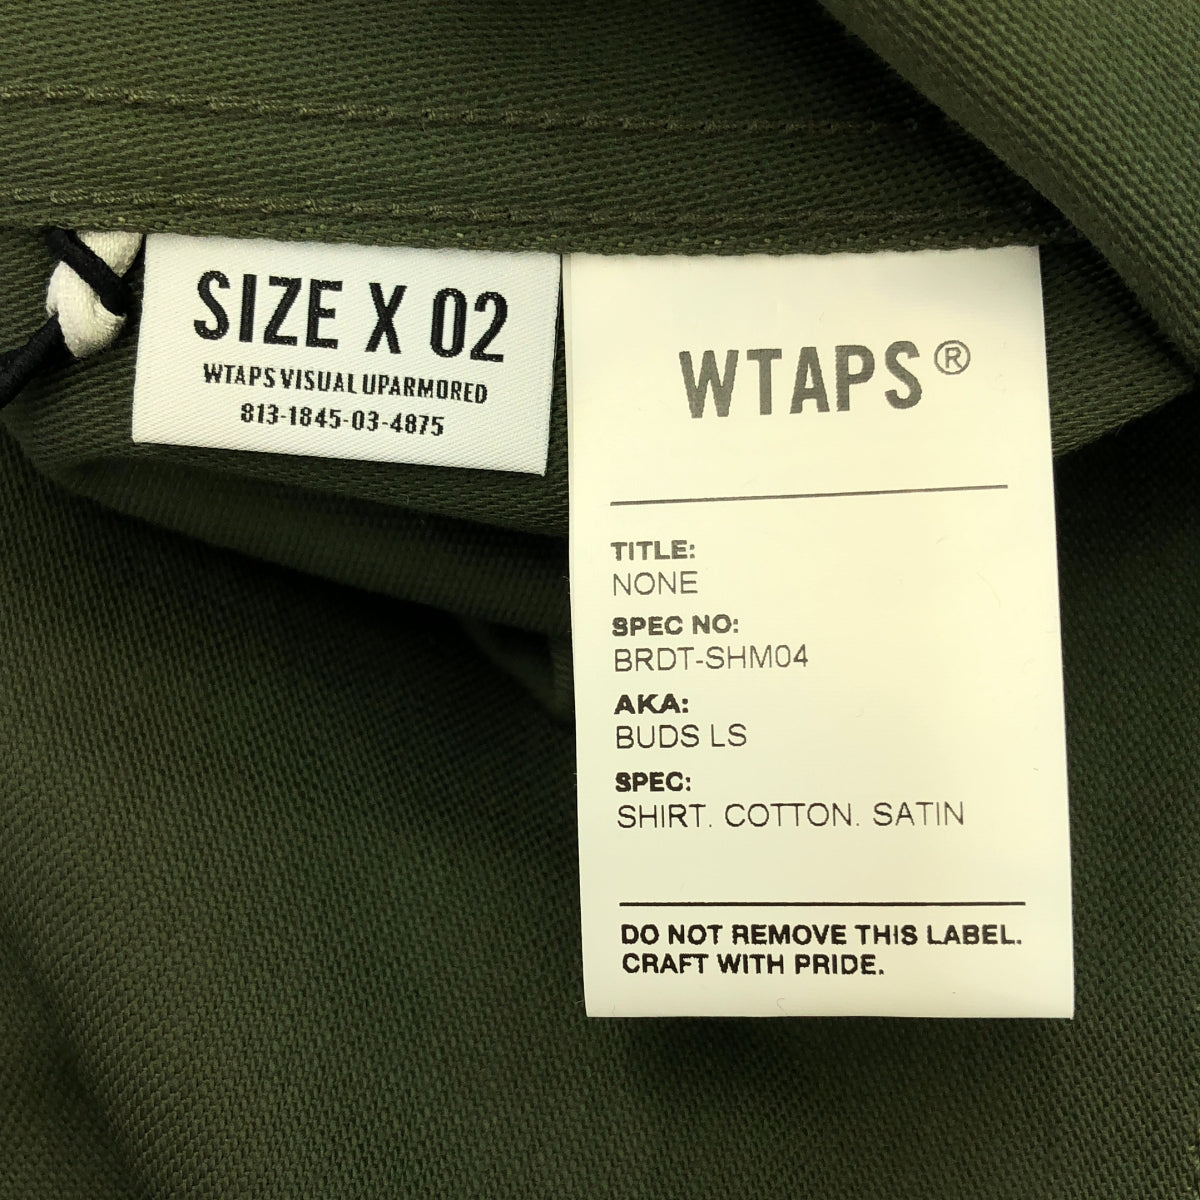 SIZE X 02
WTAPS VISUAL UPARMORED
813-1845-03-4875
WTAPS®
TITLE:
NONE
SPEC NO:
BRDT-SHM04
AKA:
BUDS LS
SPEC:
SHIRT. COTTON. SATIN
DO NOT REMOVE THIS LABEL.
CRAFT WITH PRIDE.